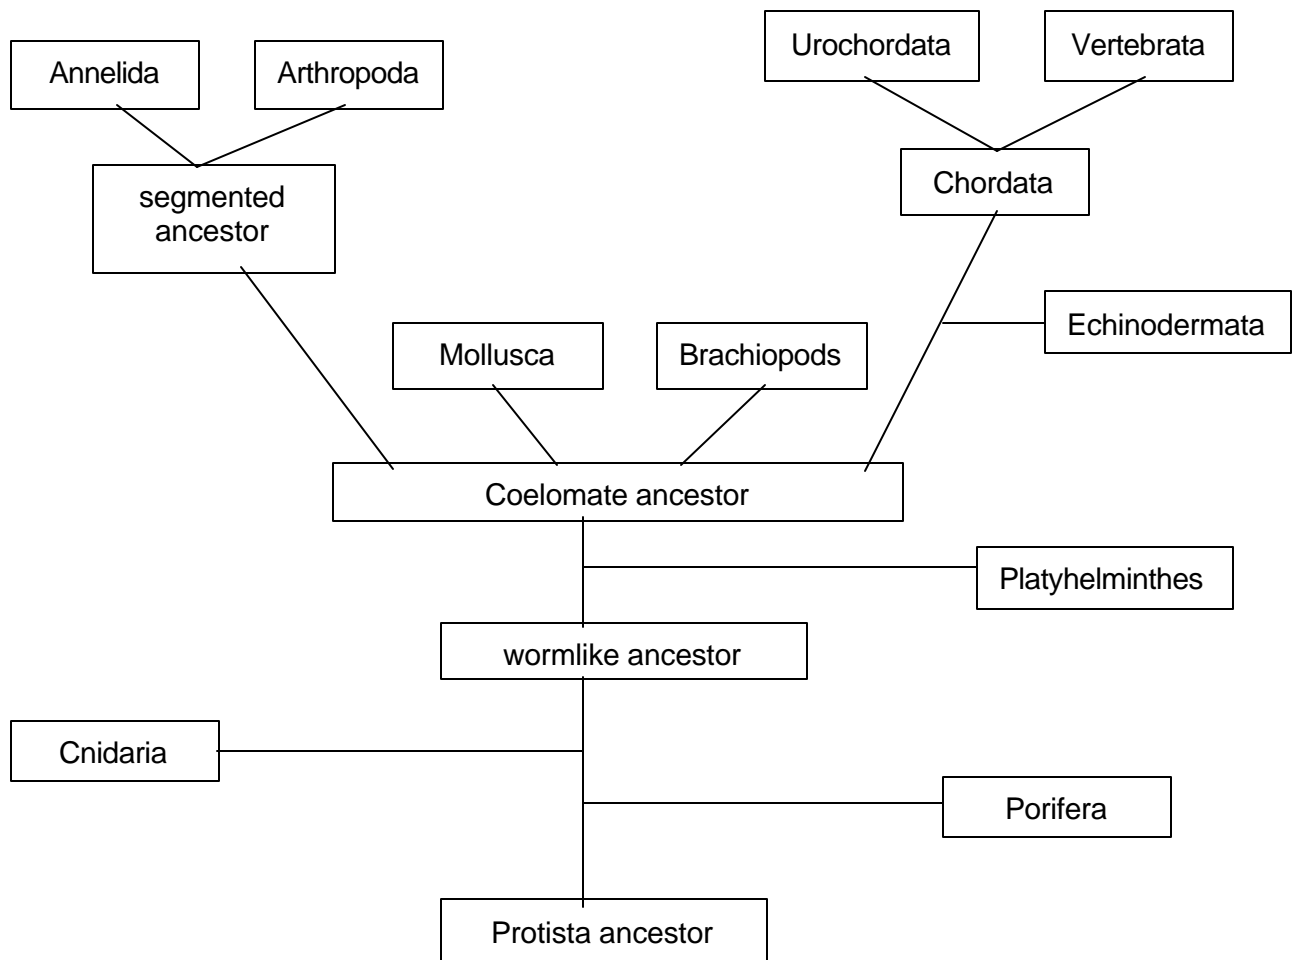 Urochordata
Vertebrata
Annelida
Arthropoda
Chordata
segmented
ancestor
Echinodermata
Mollusca
Brachiopods
Coelomate ancestor
Platyhelminthes
wormlike ancestor
Cnidaria
Porifera
Protista ancestor